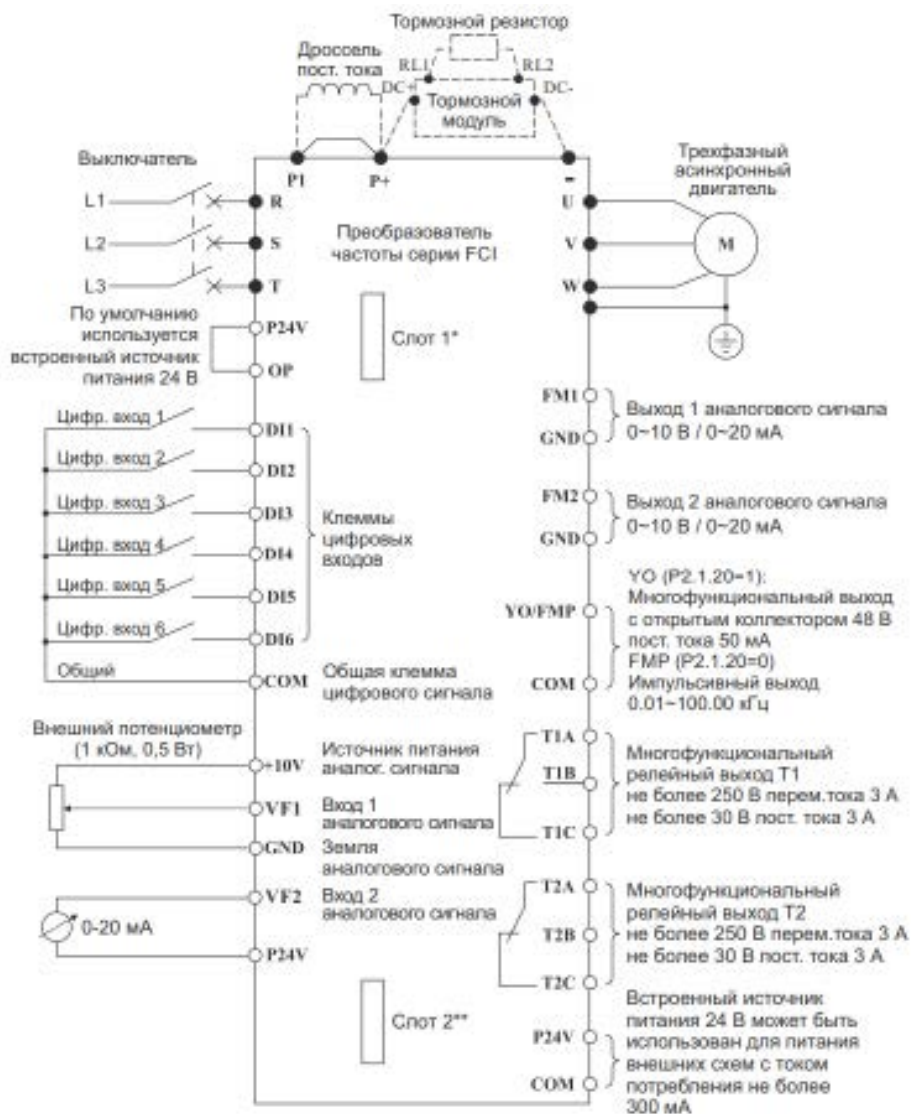 Тормозной резистор
Дроссель
пост. тока
RL1
RL2
DC+
DC-
Тормозной
модуль
Выключатель
P1
P+
-
Трехфазный
асинхронный
двигатель
L1
R
U
L2
S
V
M
L3
T
W
Преобразователь
частоты серии FCI
По умолчанию
используется
встроенный источник
питания 24 В
P24V
OP
Слот 1*
FM1
GND
Выход 1 аналогового сигнала
0~10 В / 0~20 мА
Цифр. вход 1
DI1
Цифр. вход 2
DI2
Цифр. вход 3
DI3
Цифр. вход 4
DI4
Цифр. вход 5
DI5
Цифр. вход 6
DI6
Клеммы
цифровых
входов
FM2
GND
Выход 2 аналогового сигнала
0~10 В / 0~20 мА
Общий
COM
Общая клемма
цифрового сигнала
YO/FMP
COM
YO (P2.1.20=1):
Многофункциональный выход
с открытым коллектором 48 В
пост. тока 50 мА
FMP (P2.1.20=0)
Импульсивный выход
0.01~100.00 кГц
Внешний потенциометр
(1 кОм, 0,5 Вт)
+10V
Источник питания
аналог. сигнала
VF1
Вход 1
аналогового сигнала
GND
Земля
аналогового сигнала
T1A
T1B
T1C
Многофункциональный
релейный выход T1
не более 250 В перем.тока 3 А
не более 30 В пост. тока 3 А
VF2
Вход 2
аналогового сигнала
0-20 мА
P24V
T2A
T2B
T2C
Многофункциональный
релейный выход T2
не более 250 В перем.тока 3 А
не более 30 В пост. тока 3 А
Слот 2**
P24V
COM
Встроенный источник
питания 24 В может быть
использован для питания
внешних схем с током
потребления не более
300 мА